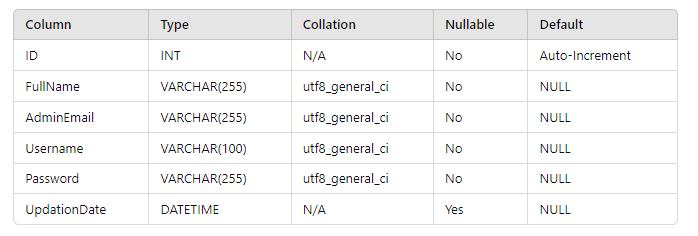 Column Type Collation Nullable Default
ID INT N/A No Auto-Increment
FullName VARCHAR(255) utf8_general_ci No NULL
AdminEmail VARCHAR(255) utf8_general_ci No NULL
Username VARCHAR(100) utf8_general_ci No NULL
Password VARCHAR(255) utf8_general_ci No NULL
UpdationDate DATETIME N/A Yes NULL